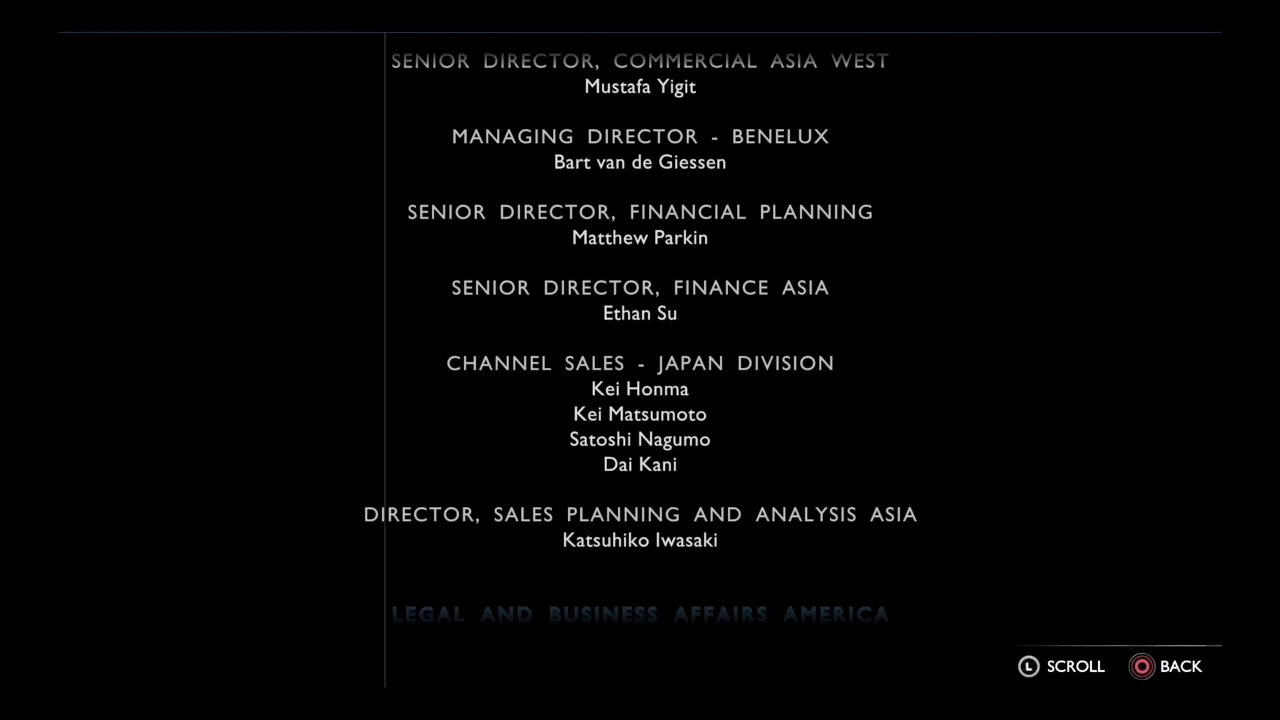 SENIOR DIRECTOR, COMMERCIAL ASIA WEST
Mustafa Yigit
MANAGING DIRECTOR - BENELUX
Bart van de Giessen
SENIOR DIRECTOR, FINANCIAL PLANNING
Matthew Parkin
SENIOR DIRECTOR, FINANCE ASIA
Ethan Su
CHANNEL SALES - JAPAN DIVISION
Kei Honma
Kei Matsumoto
Satoshi Nagumo
Dai Kani
DIRECTOR, SALES PLANNING AND ANALYSIS ASIA
Katsuhiko Iwasaki
LEGAL AND BUSINESS AFFAIRS AMERICA
L SCROLL BACK